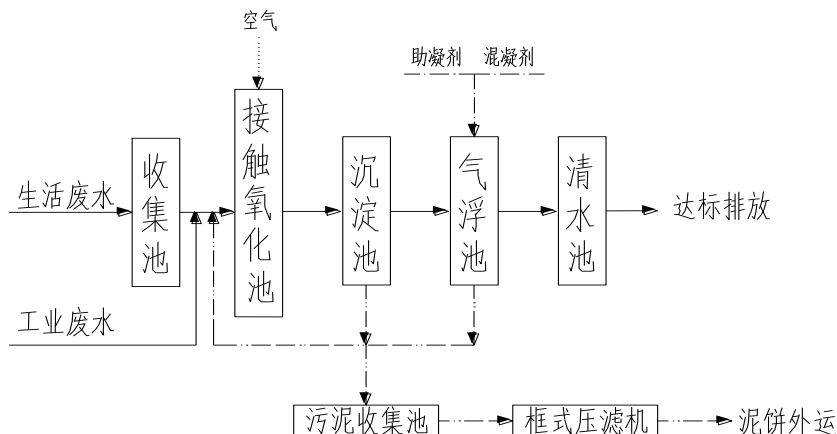 空气
助凝剂 混凝剂
生活废水
收集池
接触氧化池
沉淀池
气浮池
清水池
达标排放
工业废水
污泥收集池
框式压滤机
泥饼外运